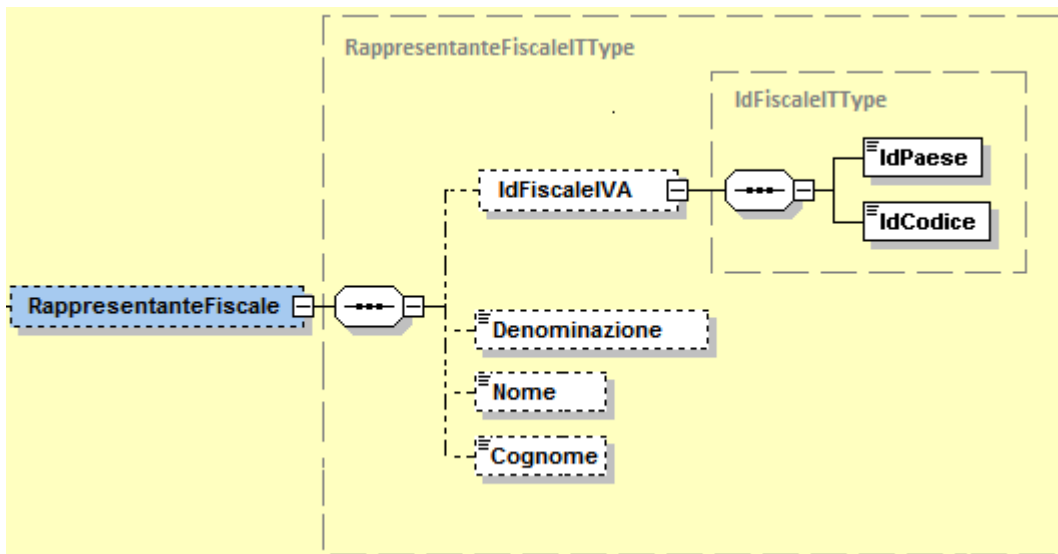 RappresentanteFiscaleITType
IdFiscaleITType
IdPaese
IdFiscaleIVA
IdCodice
RappresentanteFiscale
Denominazione
Nome
Cognome